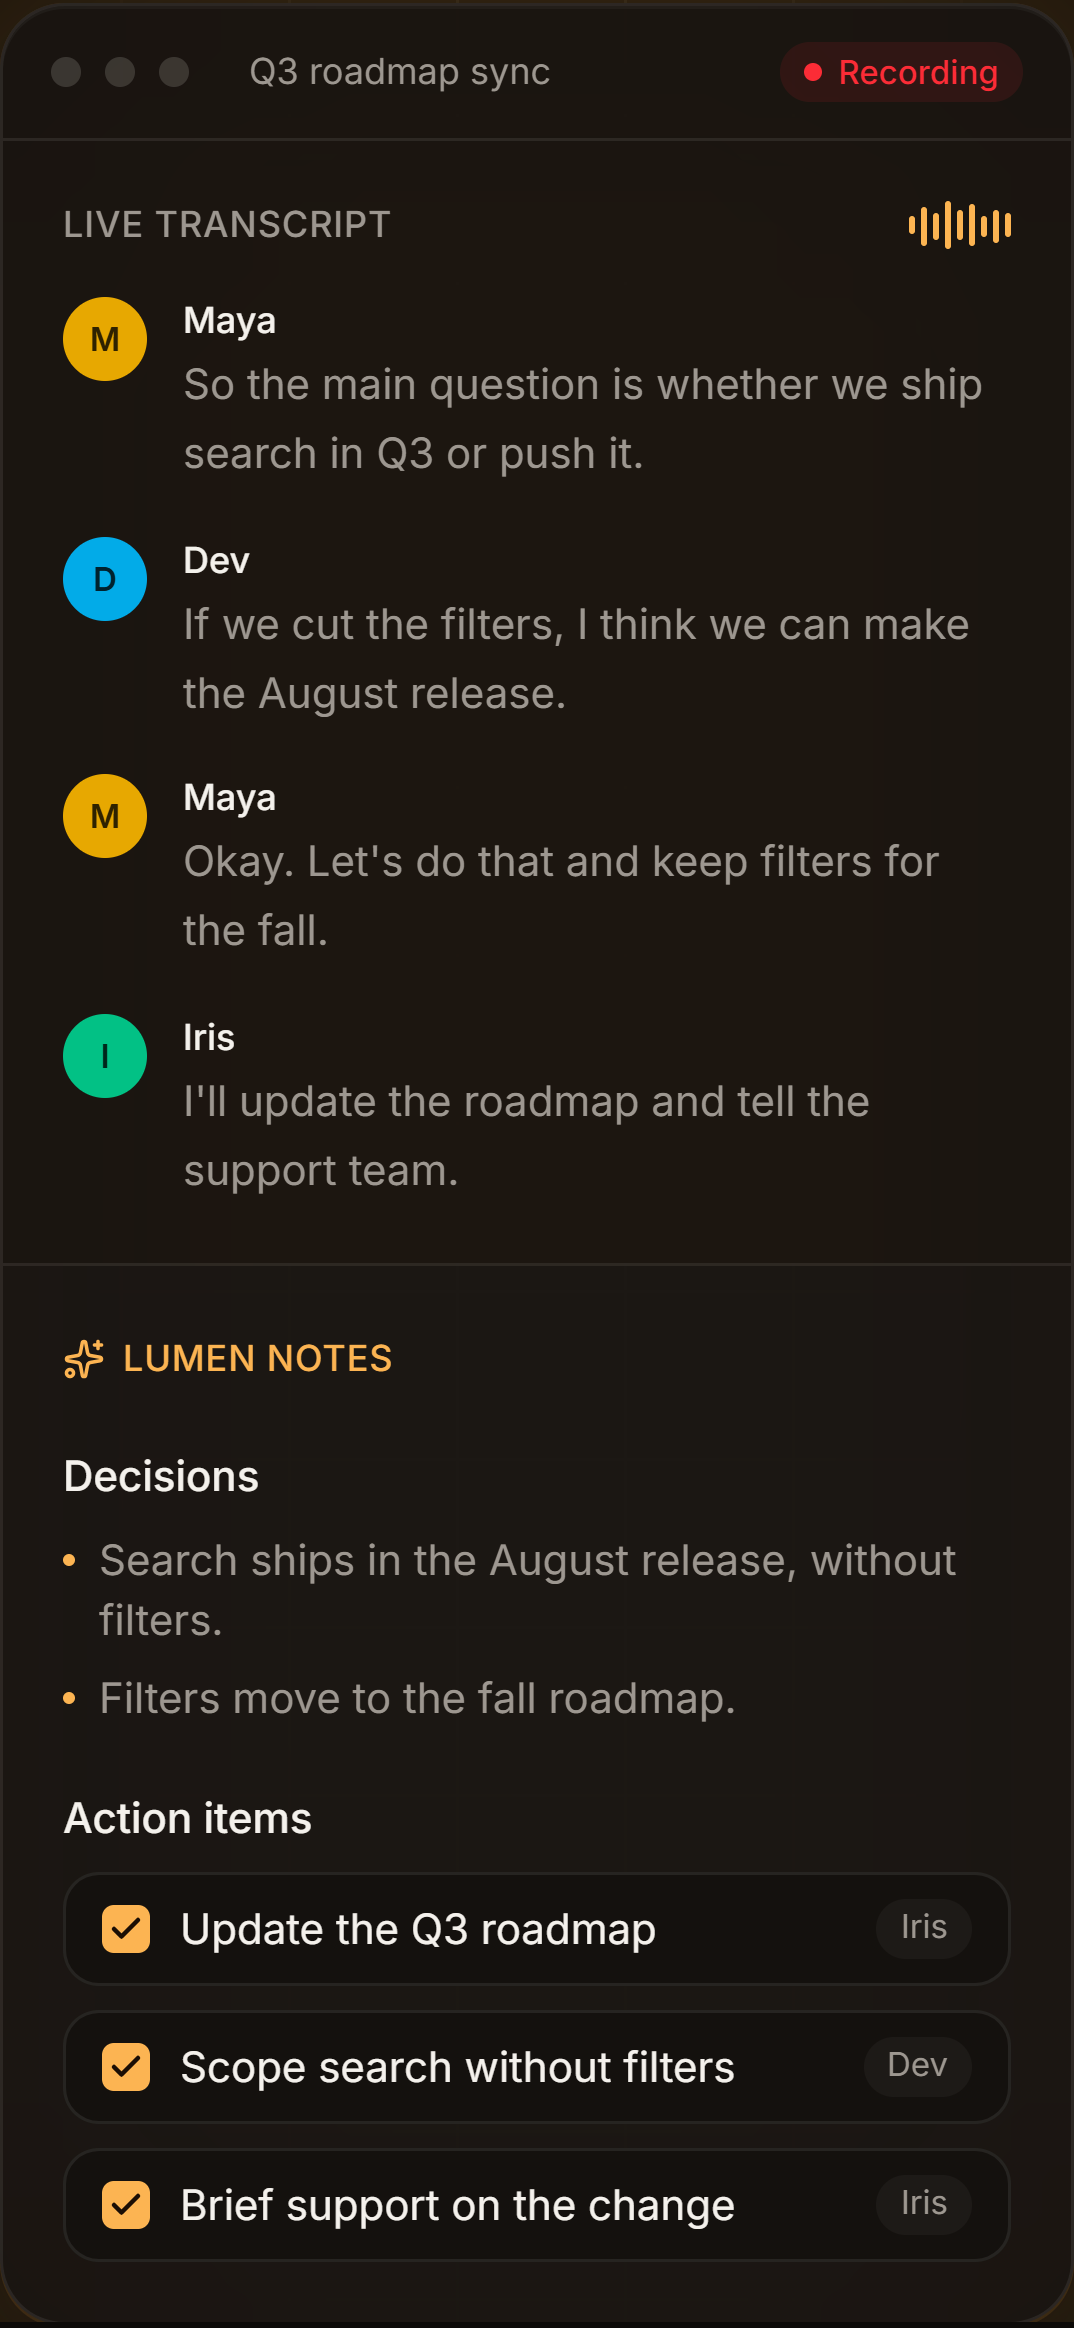 Q3 roadmap sync
Recording
LIVE TRANSCRIPT
M
Maya
So the main question is whether we ship
search in Q3 or push it.
D
Dev
If we cut the filters, I think we can make
the August release.
M
Maya
Okay. Let's do that and keep filters for
the fall.
I
Iris
I'll update the roadmap and tell the
support team.
LUMEN NOTES
Decisions
• Search ships in the August release, without
filters.
• Filters move to the fall roadmap.
Action items
Update the Q3 roadmap
Iris
Scope search without filters
Dev
Brief support on the change
Iris